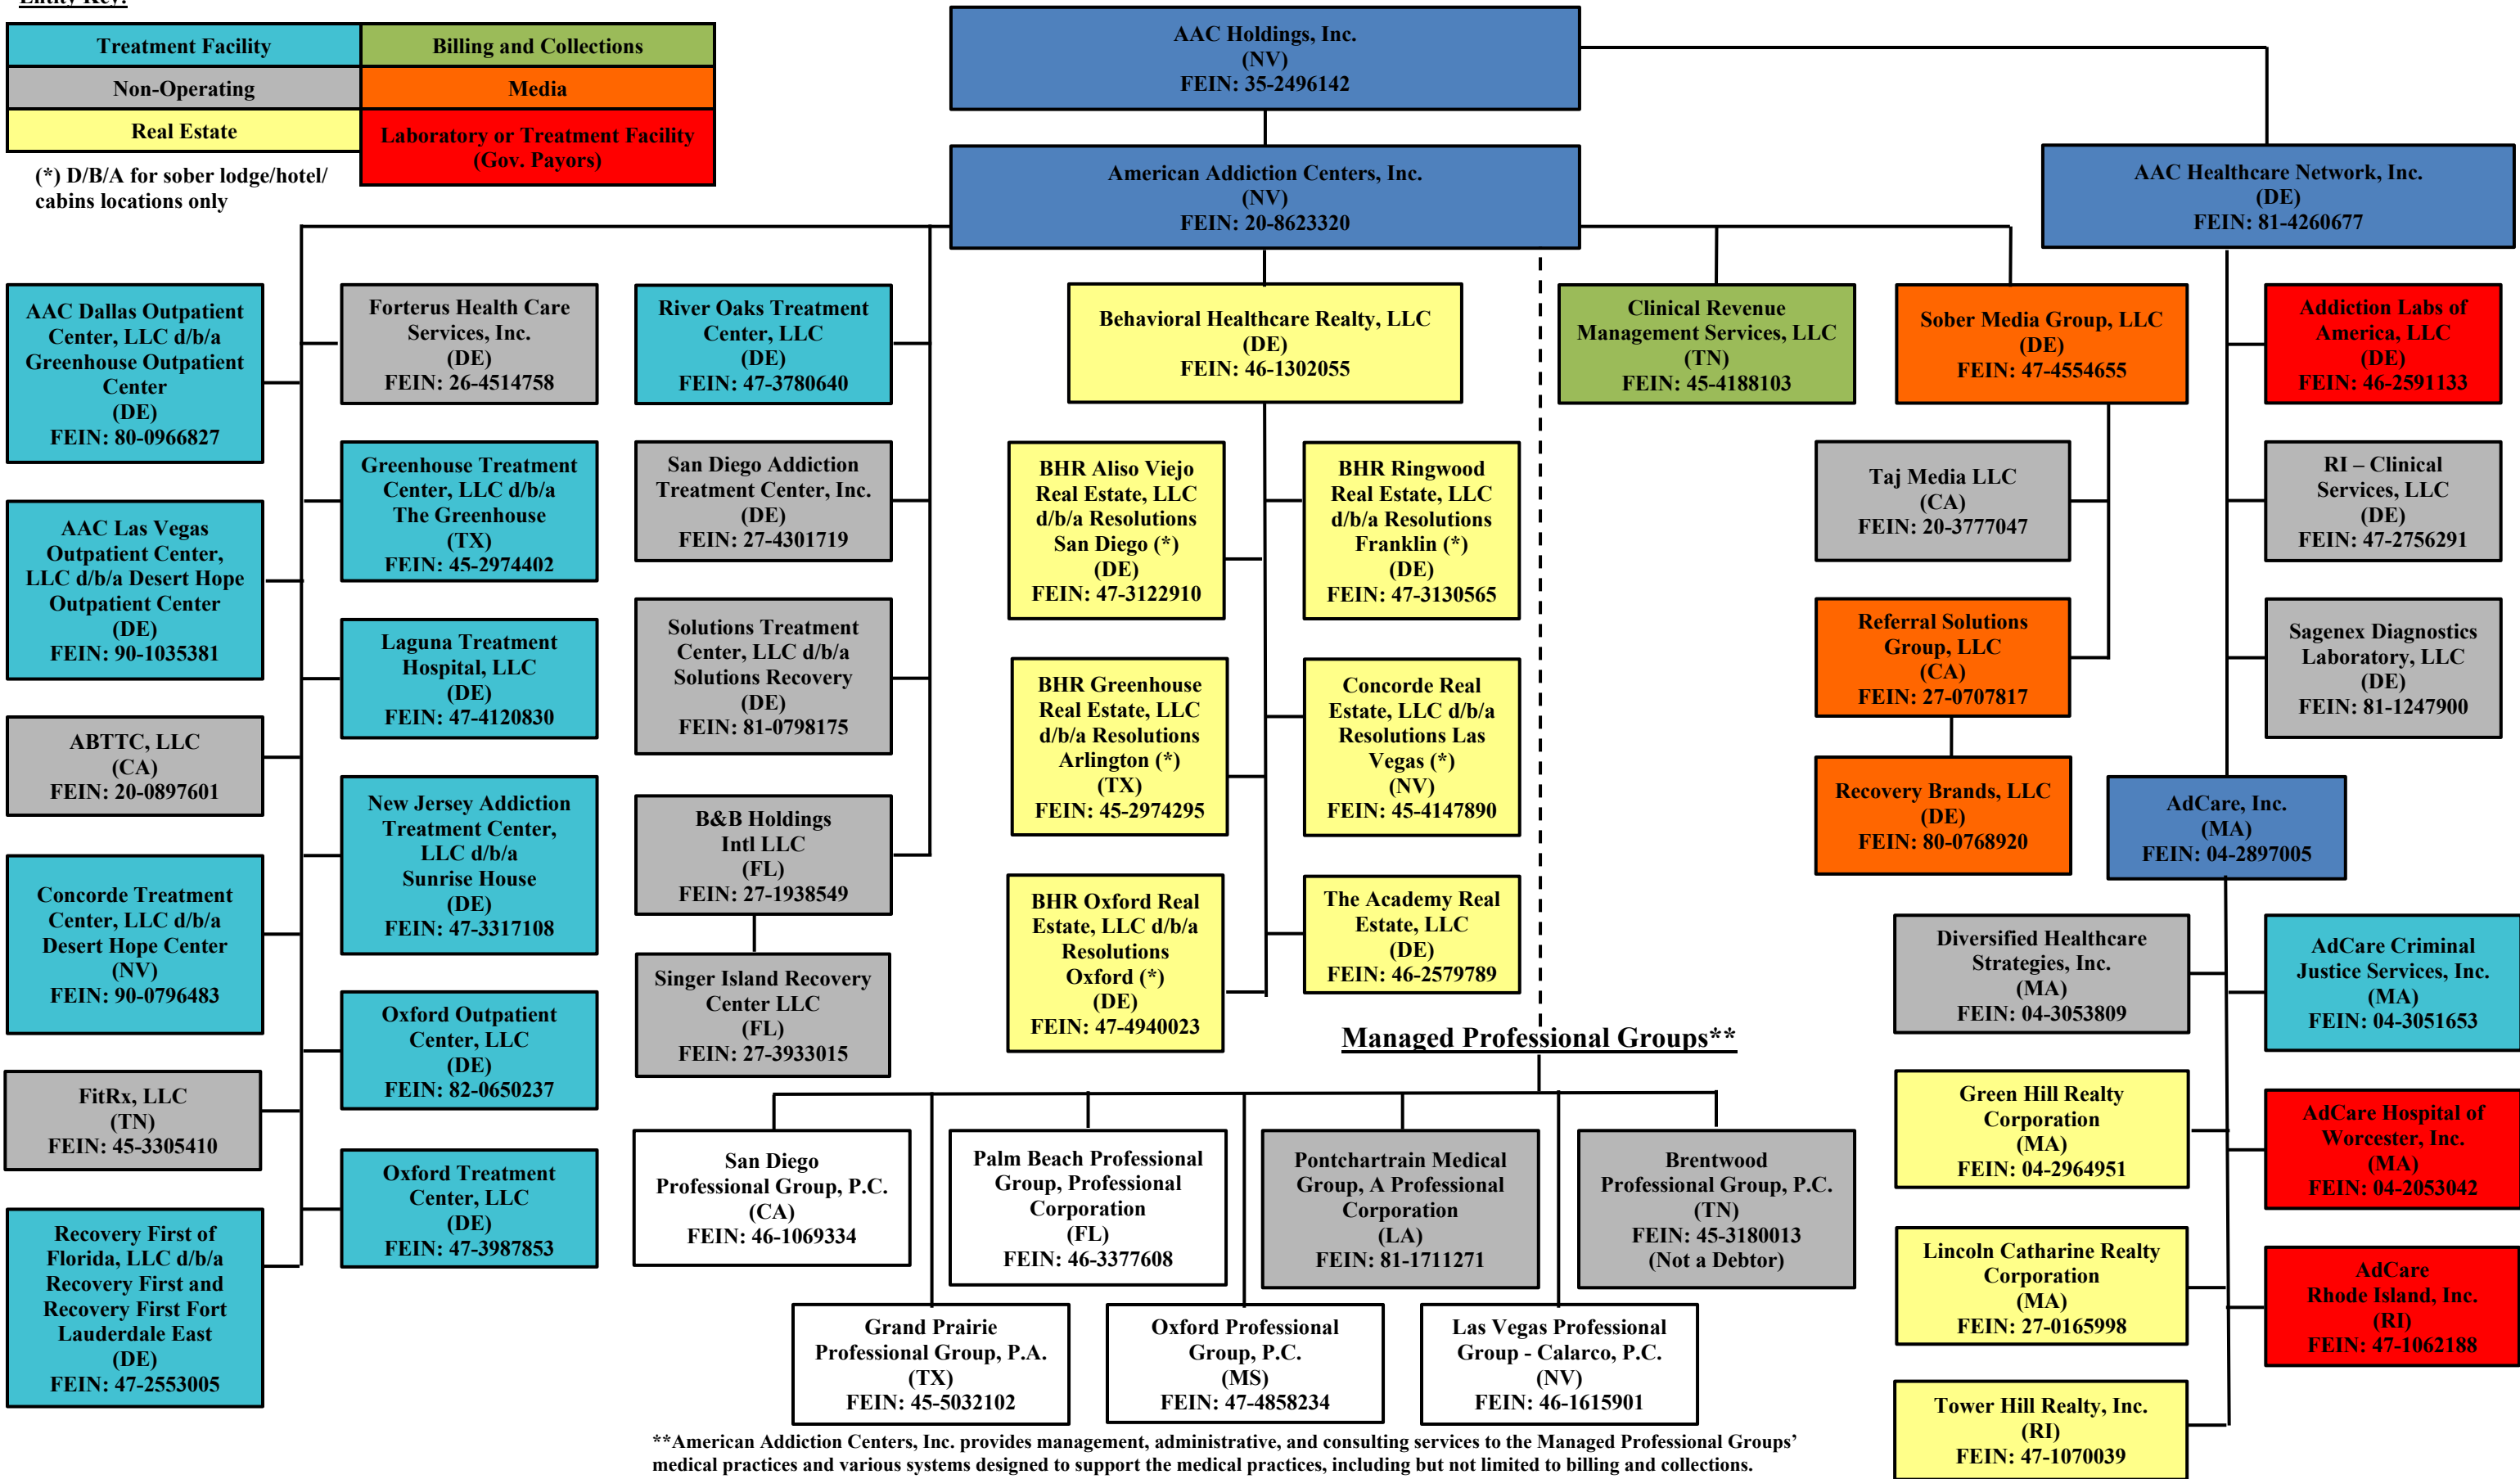 Entity Key:
Treatment Facility
Billing and Collections
Non-Operating
Media
Real Estate
Laboratory or Treatment Facility
(Gov. Payors)
(*) D/B/A for sober lodge/hotel/
cabins locations only
AAC Holdings, Inc.
(NV)
FEIN: 35-2496142
American Addiction Centers, Inc.
(NV)
FEIN: 20-8623320
AAC Healthcare Network, Inc.
(DE)
FEIN: 81-4260677
AAC Dallas Outpatient
Center, LLC d/b/a
Greenhouse Outpatient
Center
(DE)
FEIN: 80-0966827
AAC Las Vegas
Outpatient Center,
LLC d/b/a Desert Hope
Outpatient Center
(DE)
FEIN: 90-1035381
ABTTC, LLC
(CA)
FEIN: 20-0897601
Concorde Treatment
Center, LLC d/b/a
Desert Hope Center
(NV)
FEIN: 90-0796483
FitRx, LLC
(TN)
FEIN: 45-3305410
Recovery First of
Florida, LLC d/b/a
Recovery First and
Recovery First Fort
Lauderdale East
(DE)
FEIN: 47-2553005
Forterus Health Care
Services, Inc.
(DE)
FEIN: 26-4514758
Greenhouse Treatment
Center, LLC d/b/a
The Greenhouse
(TX)
FEIN: 45-2974402
Laguna Treatment
Hospital, LLC
(DE)
FEIN: 47-4120830
New Jersey Addiction
Treatment Center,
LLC d/b/a
Sunrise House
(DE)
FEIN: 47-3317108
Oxford Outpatient
Center, LLC
(DE)
FEIN: 82-0650237
Oxford Treatment
Center, LLC
(DE)
FEIN: 47-3987853
River Oaks Treatment
Center, LLC
(DE)
FEIN: 47-3780640
San Diego Addiction
Treatment Center, Inc.
(DE)
FEIN: 27-4301719
Solutions Treatment
Center, LLC d/b/a
Solutions Recovery
(DE)
FEIN: 81-0798175
B&B Holdings
Intl LLC
(FL)
FEIN: 27-1938549
Singer Island Recovery
Center LLC
(FL)
FEIN: 27-3933015
Behavioral Healthcare Realty, LLC
(DE)
FEIN: 46-1302055
BHR Aliso Viejo
Real Estate, LLC
d/b/a Resolutions
San Diego (*)
(DE)
FEIN: 47-3122910
BHR Ringwood
Real Estate, LLC
d/b/a Resolutions
Franklin (*)
(DE)
FEIN: 47-3130565
BHR Greenhouse
Real Estate, LLC
d/b/a Resolutions
Arlington (*)
(TX)
FEIN: 45-2974295
Concorde Real
Estate, LLC d/b/a
Resolutions Las
Vegas (*)
(NV)
FEIN: 45-4147890
BHR Oxford Real
Estate, LLC d/b/a
Resolutions
Oxford (*)
(DE)
FEIN: 47-4940023
The Academy Real
Estate, LLC
(DE)
FEIN: 46-2579789
Clinical Revenue
Management Services, LLC
(TN)
FEIN: 45-4188103
Sober Media Group, LLC
(DE)
FEIN: 47-4554655
Taj Media LLC
(CA)
FEIN: 20-3777047
Referral Solutions
Group, LLC
(CA)
FEIN: 27-0707817
Recovery Brands, LLC
(DE)
FEIN: 80-0768920
Addiction Labs of
America, LLC
(DE)
FEIN: 46-2591133
RI – Clinical
Services, LLC
(DE)
FEIN: 47-2756291
Sagenex Diagnostics
Laboratory, LLC
(DE)
FEIN: 81-1247900
AdCare, Inc.
(MA)
FEIN: 04-2897005
Diversified Healthcare
Strategies, Inc.
(MA)
FEIN: 04-3053809
AdCare Criminal
Justice Services, Inc.
(MA)
FEIN: 04-3051653
Green Hill Realty
Corporation
(MA)
FEIN: 04-2964951
AdCare Hospital of
Worcester, Inc.
(MA)
FEIN: 04-2053042
Lincoln Catharine Realty
Corporation
(MA)
FEIN: 27-0165998
AdCare
Rhode Island, Inc.
(RI)
FEIN: 47-1062188
Tower Hill Realty, Inc.
(RI)
FEIN: 47-1070039
Managed Professional Groups**
San Diego
Professional Group, P.C.
(CA)
FEIN: 46-1069334
Palm Beach Professional
Group, Professional
Corporation
(FL)
FEIN: 46-3377608
Pontchartrain Medical
Group, A Professional
Corporation
(LA)
FEIN: 81-1711271
Brentwood
Professional Group, P.C.
(TN)
FEIN: 45-3180013
(Not a Debtor)
Grand Prairie
Professional Group, P.A.
(TX)
FEIN: 45-5032102
Oxford Professional
Group, P.C.
(MS)
FEIN: 47-4858234
Las Vegas Professional
Group - Calarco, P.C.
(NV)
FEIN: 46-1615901
**American Addiction Centers, Inc. provides management, administrative, and consulting services to the Managed Professional Groups’
medical practices and various systems designed to support the medical practices, including but not limited to billing and collections.